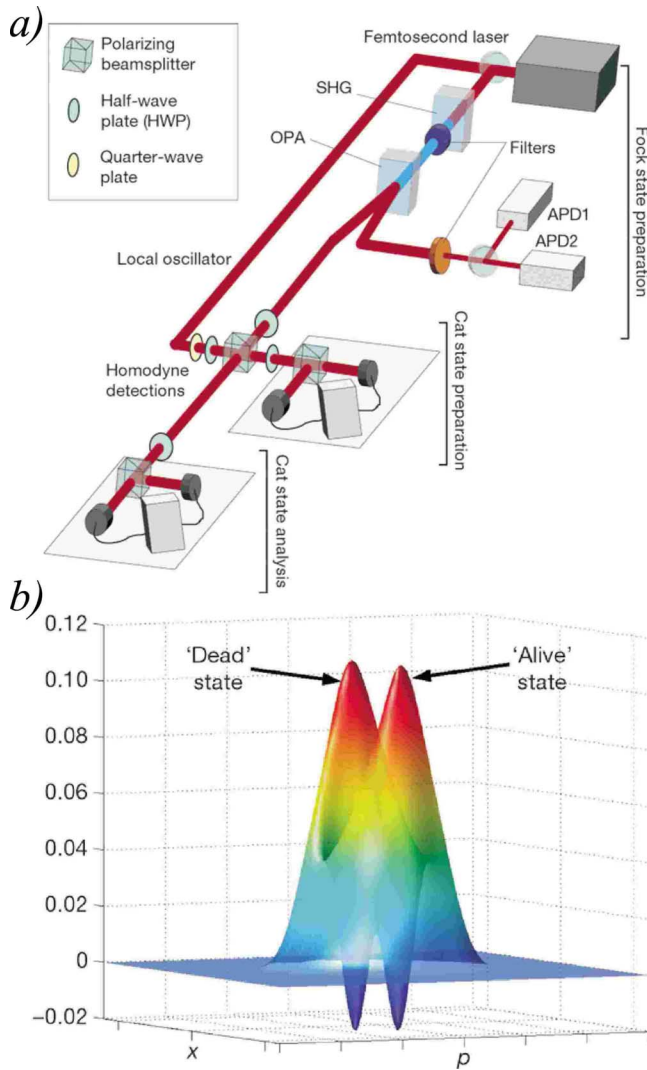 a)
Polarizing
beamsplitter
Half-wave
plate (HWP)
Quarter-wave
plate
Femtosecond laser
SHG
OPA
Filters
APD1
APD2
Fock state preparation
Local oscillator
Homodyne
detections
Cat state preparation
Cat state analysis
b)
0.12
0.10
0.08
0.06
0.04
0.02
0
−0.02
'Dead'
state
'Alive'
state
x
p